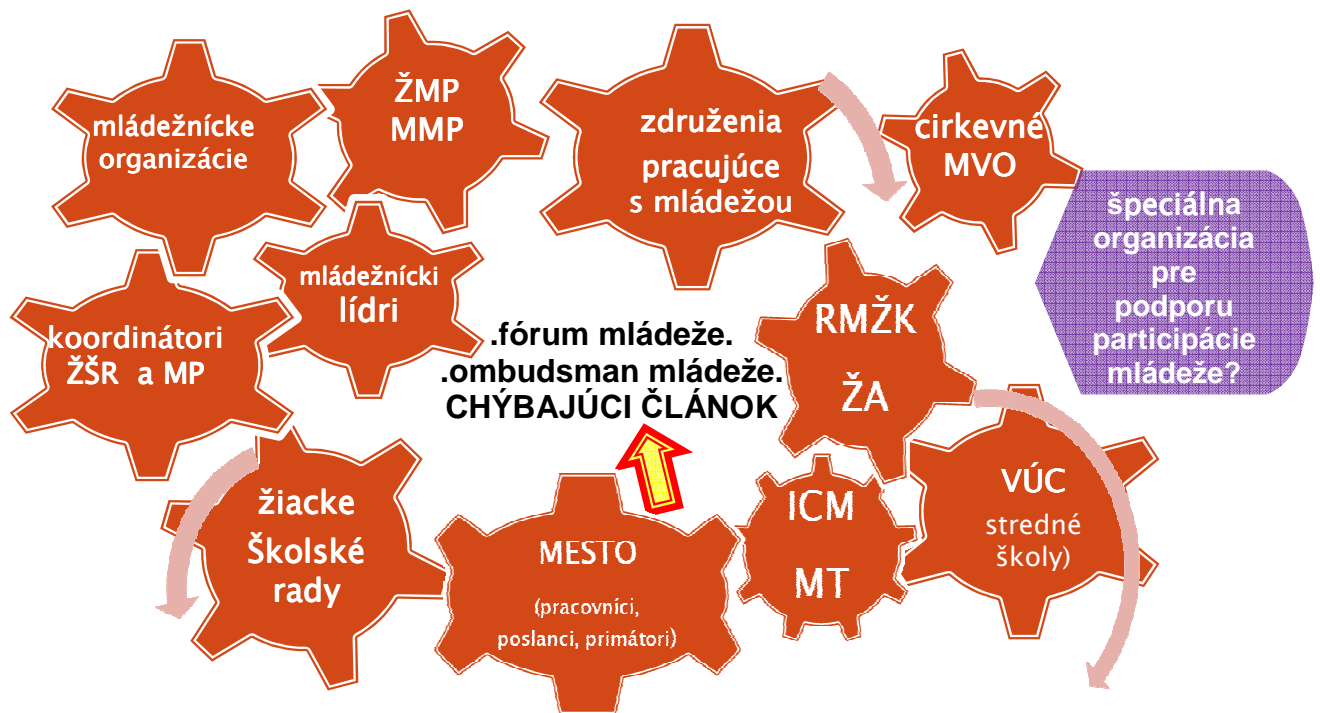 mládežnícke
organizácie
ŽMP
MMP
združenia
pracujúce
s mládežou
cirkevné
MVO
špeciálna
organizácia
pre
podporu
participácie
mládeže?
mládežnícki
lídri
koordinátori
ŽŠR a MP
.fórum mládeže.
.ombudsman mládeže.
CHÝBAJÚCI ČLÁNOK
RMŽK
ŽA
žiacke
Školské
rady
MESTO
(pracovníci,
poslanci, primátori)
ICM
MT
VÚC
stredné
školy)